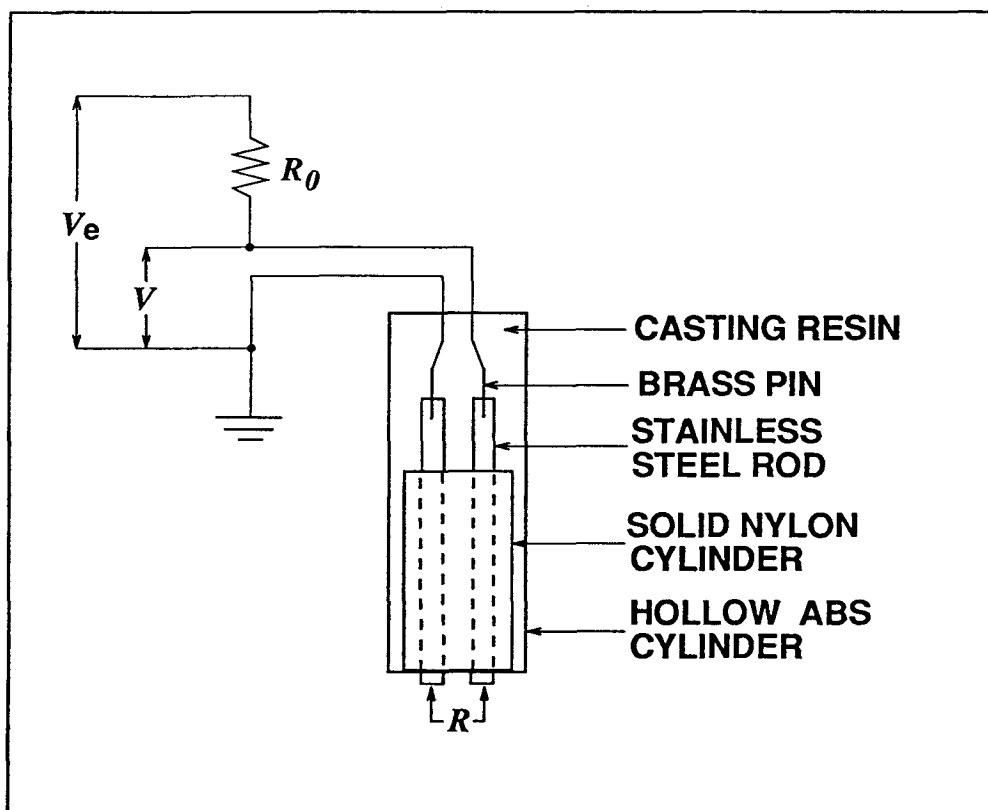 R0
Ve
V
CASTING RESIN
BRASS PIN
STAINLESS
STEEL ROD
SOLID NYLON
CYLINDER
HOLLOW ABS
CYLINDER
R